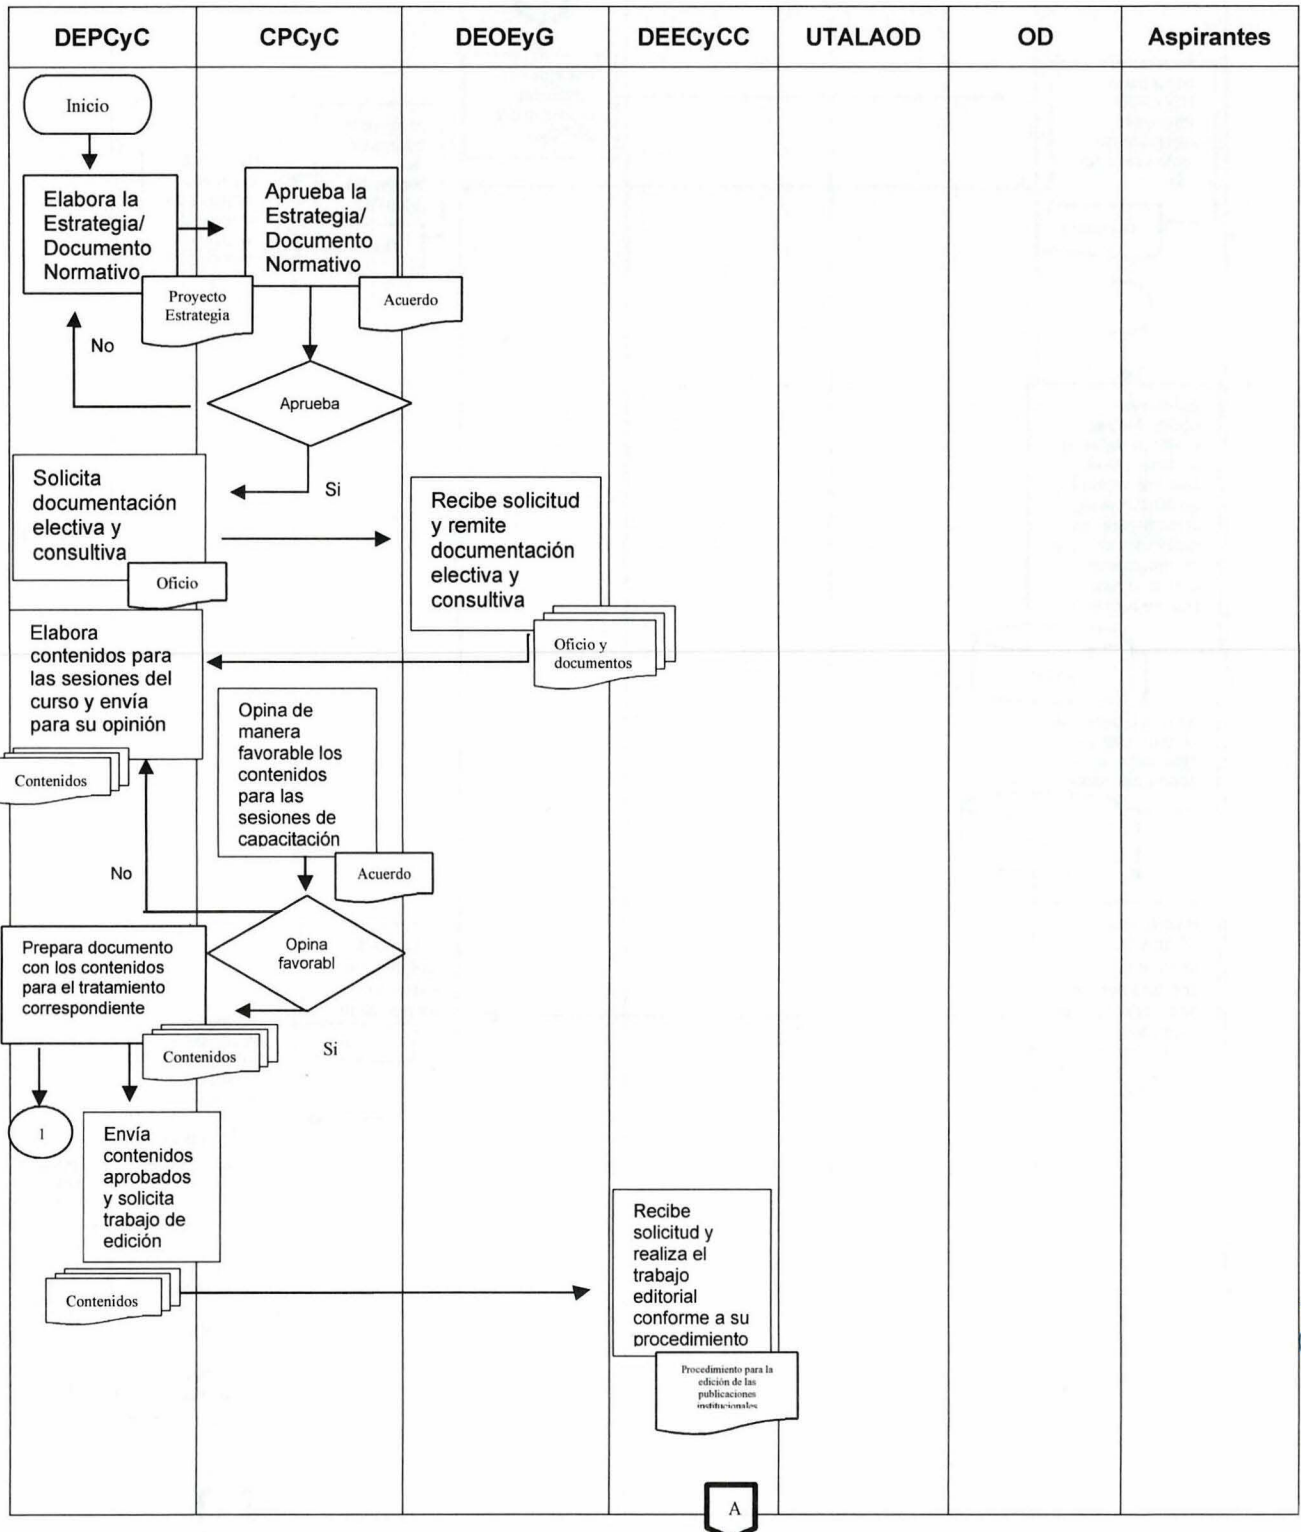 DEPCyC CPCyC DEOEyG DEECyCC UTALAOD OD Aspirantes
Inicio
Elabora la
Estrategia/
Documento
Normativo
Proyecto
Estrategia
Aprueba la
Estrategia/
Documento
Normativo
Acuerdo
No
Aprueba
Si
Solicita
documentación
electiva y
consultiva
Oficio
Recibe solicitud
y remite
documentación
electiva y
consultiva
Oficio y
documentos
Elabora
contenidos para
las sesiones del
curso y envía
para su opinión
Contenidos
Opina de
manera
favorable los
contenidos
para las
sesiones de
capacitación
Acuerdo
No
Opina
favorabl
Si
Prepara documento
con los contenidos
para el tratamiento
correspondiente
Contenidos
1
Envía
contenidos
aprobados
y solicita
trabajo de
edición
Contenidos
Recibe
solicitud y
realiza el
trabajo
editorial
conforme a su
procedimiento
Procedimiento para la
edición de las
publicaciones
institucionales
A